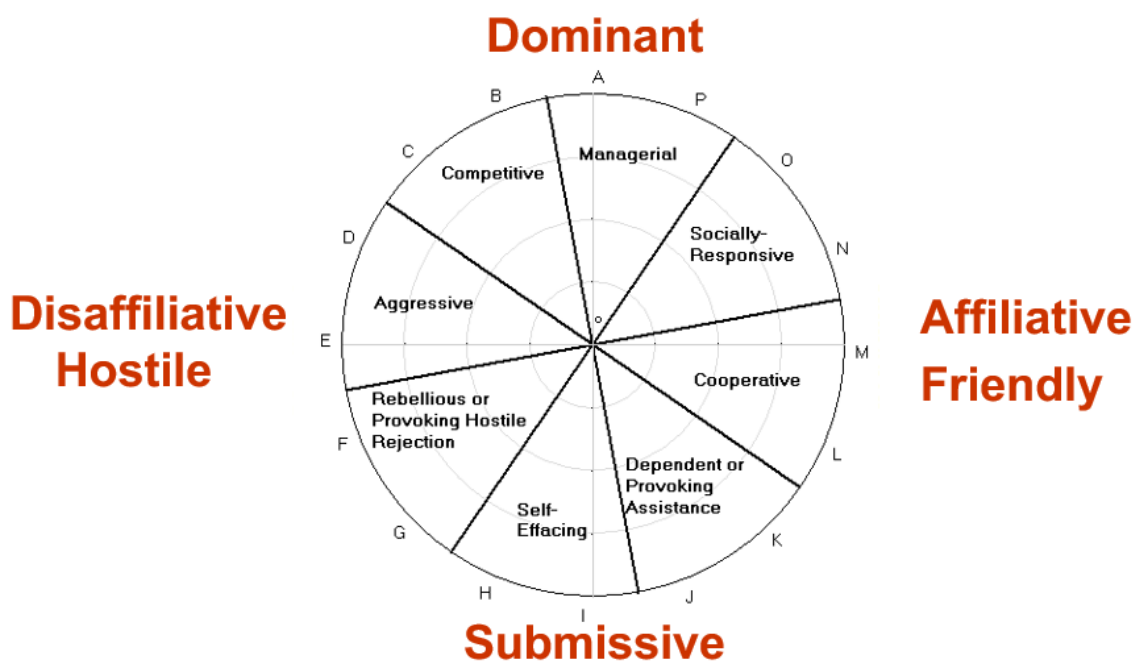 Dominant
A
B
P
C
O
Managerial
Competitive
D
N
Socially-
Responsive
Aggressive
Disaffiliative
Hostile
Affiliative
Friendly
E
M
Cooperative
Rebellious or
Provoking Hostile
Rejection
F
L
Dependent or
Provoking
Assistance
Self-
Effacing
G
K
H
J
I
Submissive